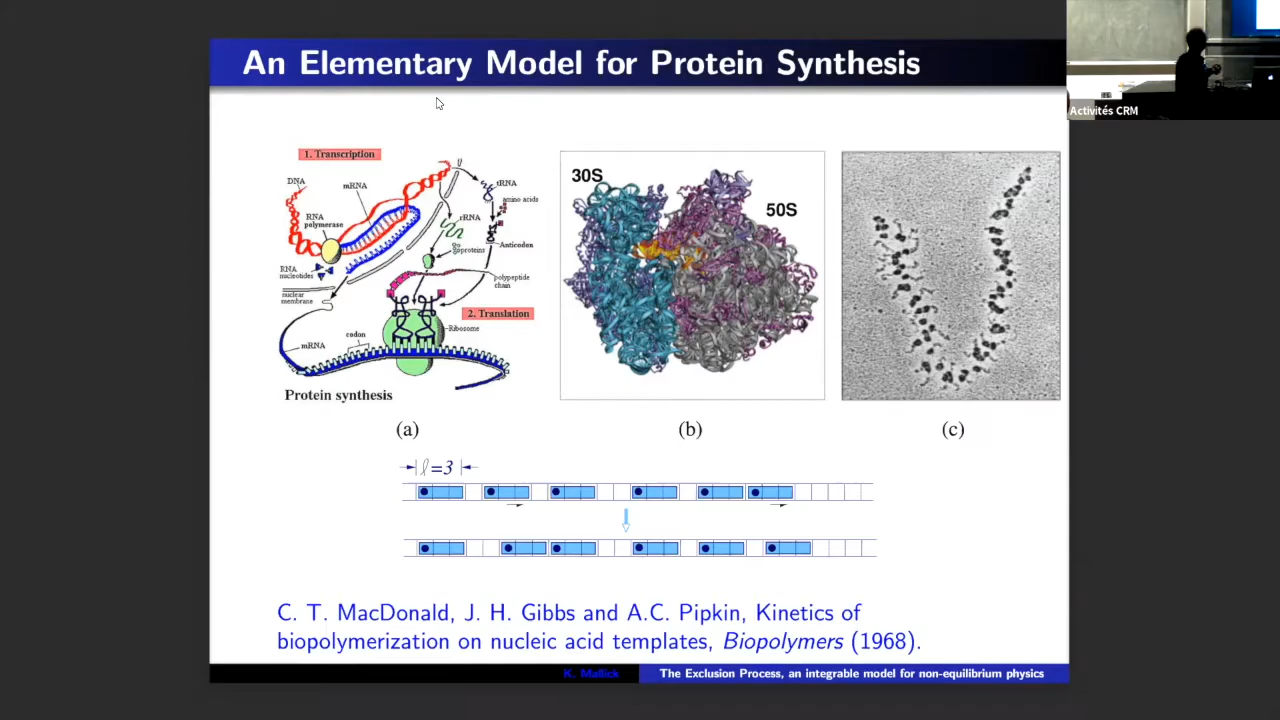 An Elementary Model for Protein Synthesis
Activités CRM
1. Transcription
DNA
mRNA
RNA
polymerase
RNA
nucleotides
nuclear
membrane
tRNA
amino acids
rRNA
Anticoden
polypeptide
chain
2. Translation
Ribosome
codon
mRNA
Protein synthesis
30S
50S
(a)
(b)
(c)
ℓ=3
C. T. MacDonald, J. H. Gibbs and A.C. Pipkin, Kinetics of
biopolymerization on nucleic acid templates, Biopolymers (1968).
K. Mallick
The Exclusion Process, an integrable model for non-equilibrium physics